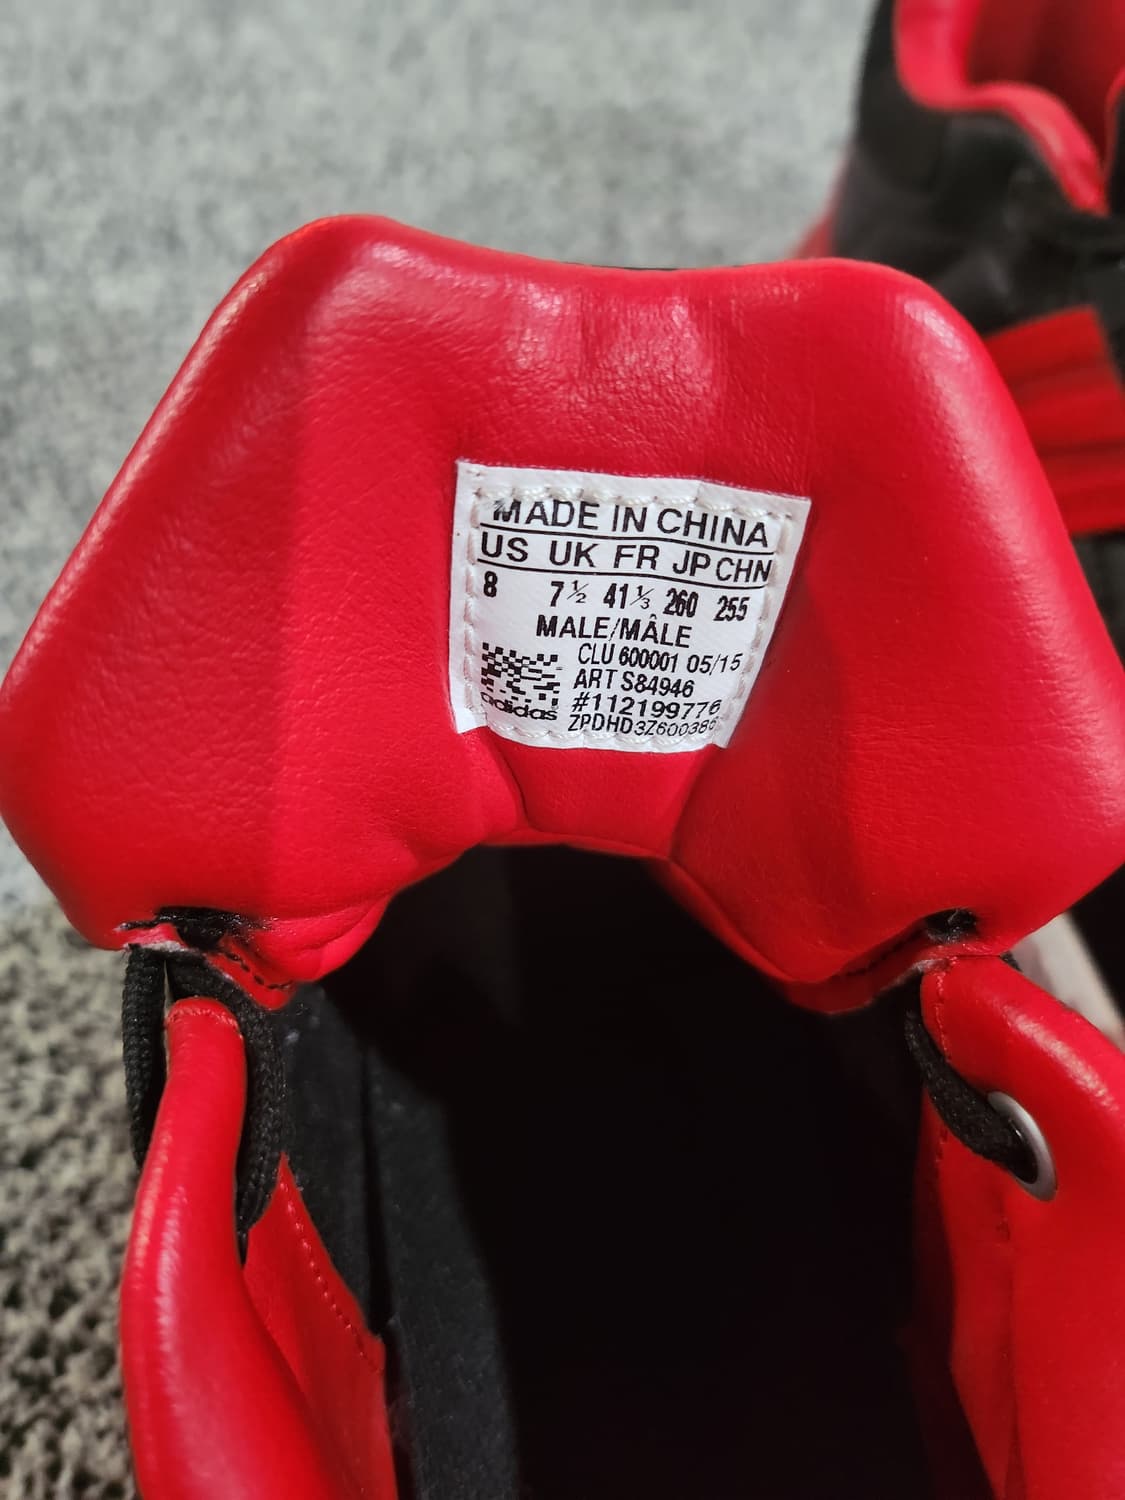 MADE IN CHINA
US UK FR JP CHN
8 7½ 41⅓ 260 255
MALE/MÂLE
CLU 600001 05/15
ART S84946
#112199776
ZPDHD3Z600386
adidas